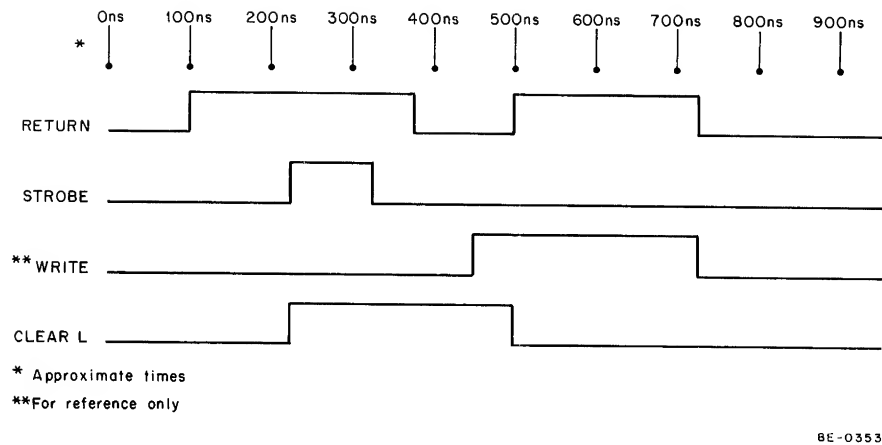 0ns 100ns 200ns 300ns 400ns 500ns 600ns 700ns 800ns 900ns
*
RETURN
STROBE
**WRITE
CLEAR L
* Approximate times
**For reference only
BE-0353